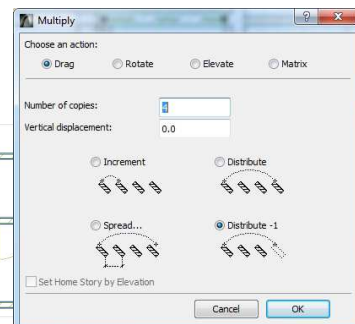 Multiply
Choose an action:
Drag Rotate Elevate Matrix
Number of copies: 4
Vertical displacement: 0.0
Increment Distribute
Spread... Distribute -1
Set Home Story by Elevation
Cancel OK